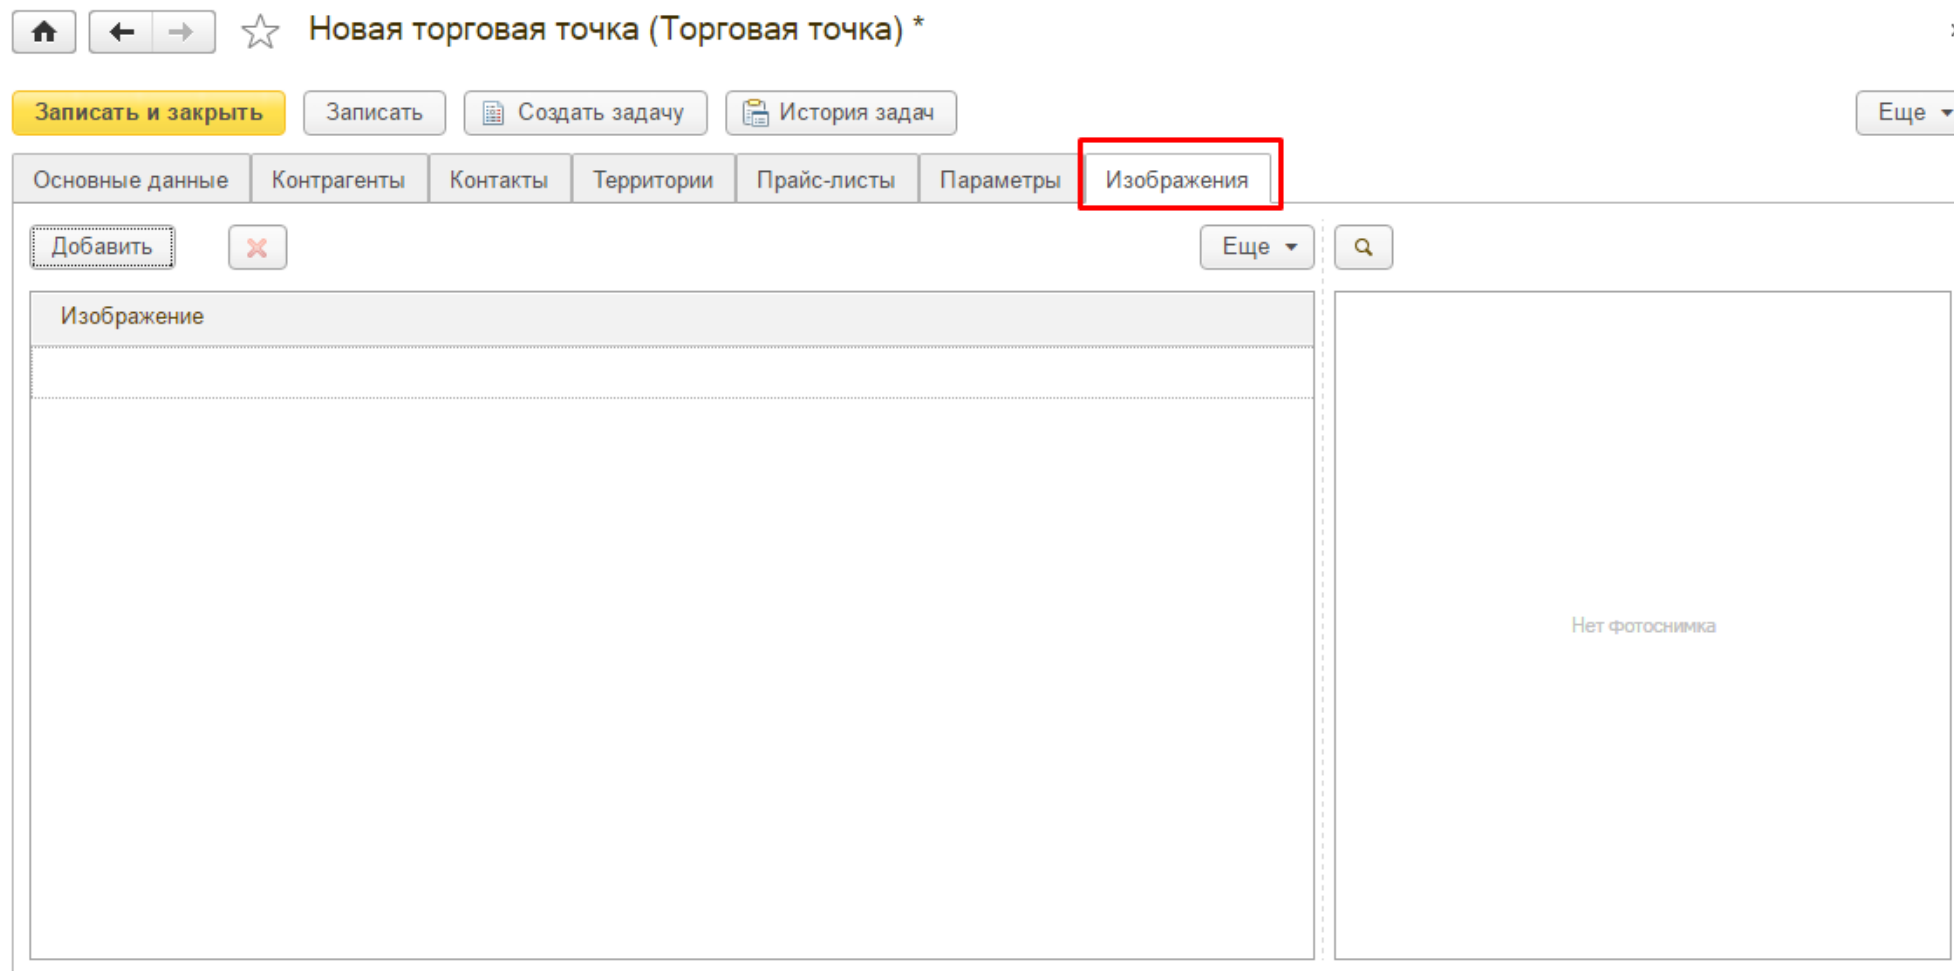 Новая торговая точка (Торговая точка) *
Записать и закрыть Записать Создать задачу История задач Еще
Основные данные Контрагенты Контакты Территории Прайс-листы Параметры Изображения
Добавить Еще
Изображение
Нет фотоснимка